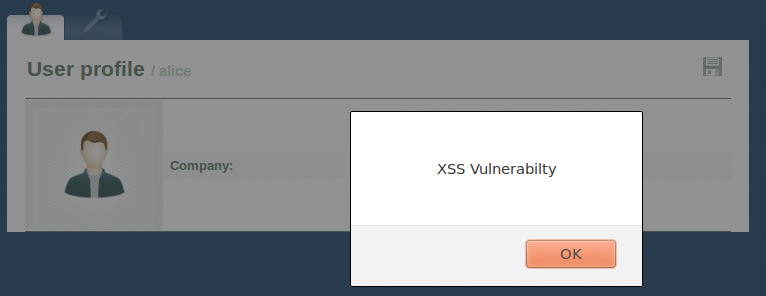 User profile / alice
Company:
XSS Vulnerabilty
OK